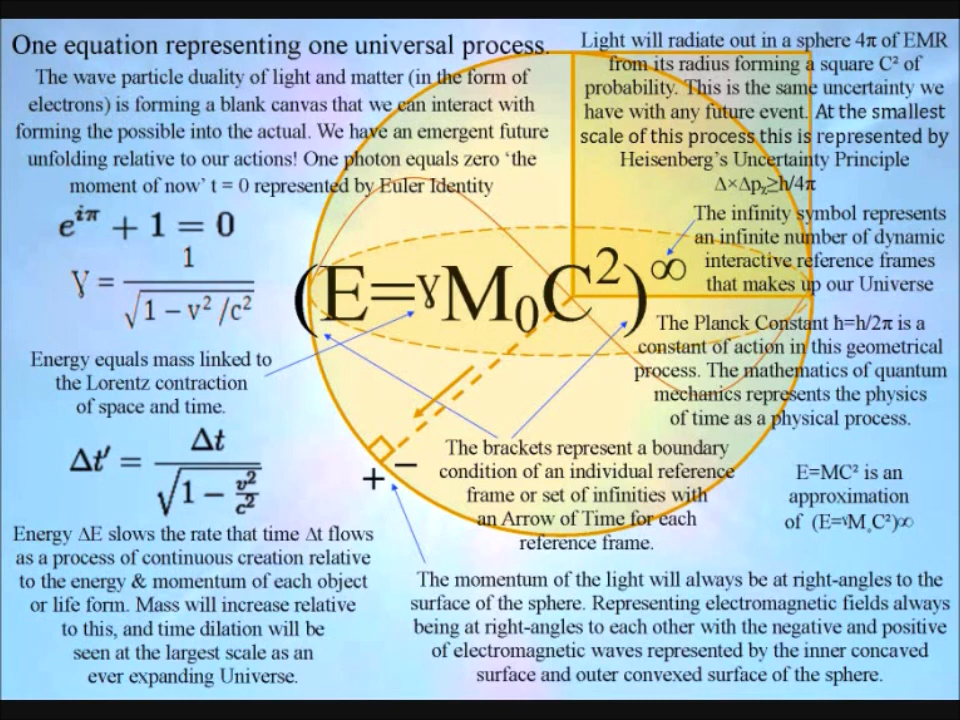 One equation representing one universal process.
The wave particle duality of light and matter (in the form of
electrons) is forming a blank canvas that we can interact with
forming the possible into the actual. We have an emergent future
unfolding relative to our actions! One photon equals zero ‘the
moment of now’ t = 0 represented by Euler Identity
e^{iπ} + 1 = 0
γ = 1 / √(1 − v² /c²)
Energy equals mass linked to
the Lorentz contraction
of space and time.
Δt′ = Δt / √(1 − v²/c²)
Energy ΔE slows the rate that time Δt flows
as a process of continuous creation relative
to the energy & momentum of each object
or life form. Mass will increase relative
to this, and time dilation will be
seen at the largest scale as an
ever expanding Universe.
(E=γM₀C²)∞
+ −
Light will radiate out in a sphere 4π of EMR
from its radius forming a square C² of
probability. This is the same uncertainty we
have with any future event. At the smallest
scale of this process this is represented by
Heisenberg’s Uncertainty Principle
Δ×Δpₓ≥h/4π
The infinity symbol represents
an infinite number of dynamic
interactive reference frames
that makes up our Universe
The Planck Constant h=h/2π is a
constant of action in this geometrical
process. The mathematics of quantum
mechanics represents the physics
of time as a physical process.
The brackets represent a boundary
condition of an individual reference
frame or set of infinities with
an Arrow of Time for each
reference frame.
E=MC² is an
approximation
of (E=γM₀C²)∞
The momentum of the light will always be at right-angles to the
surface of the sphere. Representing electromagnetic fields always
being at right-angles to each other with the negative and positive
of electromagnetic waves represented by the inner concaved
surface and outer convexed surface of the sphere.